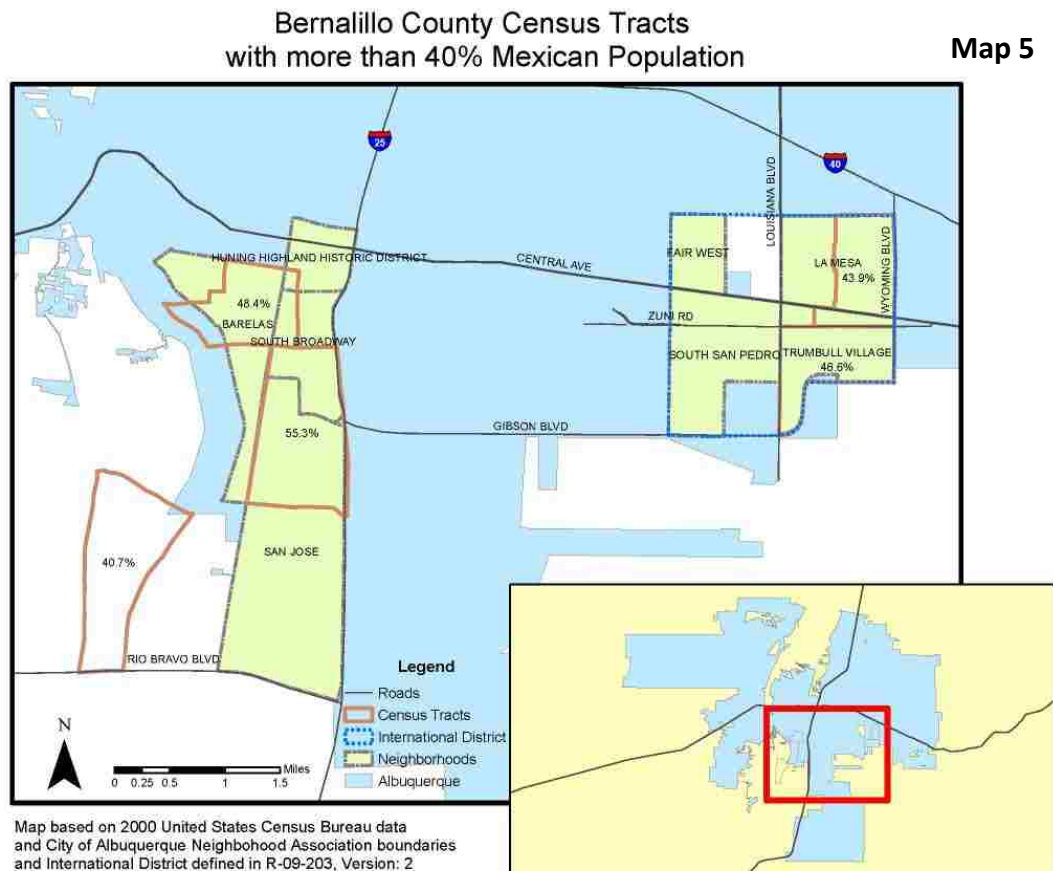 Bernalillo County Census Tracts
with more than 40% Mexican Population
Map 5
25
40
LOUISIANA BLVD
WYOMING BLVD
HUNING HIGHLAND HISTORIC DISTRICT
CENTRAL AVE
FAIR WEST
LA MESA
43.9%
48.4%
BARELAS
SOUTH BROADWAY
ZUNI RD
SOUTH SAN PEDRO
TRUMBULL VILLAGE
46.6%
GIBSON BLVD
55.3%
SAN JOSE
40.7%
RIO BRAVO BLVD
Legend
Roads
Census Tracts
International District
Neighborhoods
Albuquerque
N
Miles
0 0.25 0.5 1 1.5
Map based on 2000 United States Census Bureau data
and City of Albuquerque Neighbohood Association boundaries
and International District defined in R-09-203, Version: 2